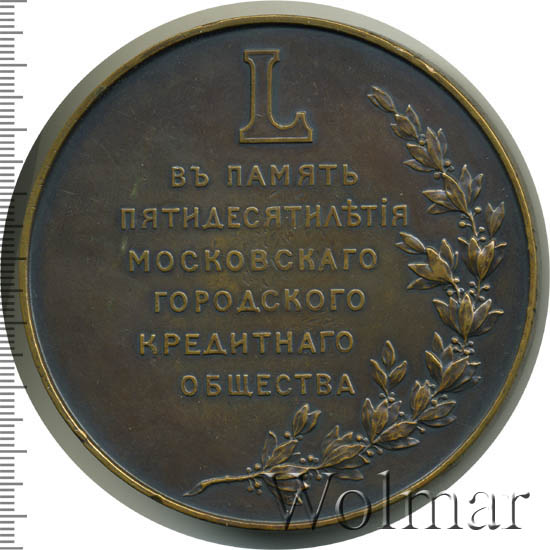 L
ВЪ ПАМЯТЬ
ПЯТИДЕСЯТИЛѢТІЯ
МОСКОВСКАГО
ГОРОДСКОГО
КРЕДИТНАГО
ОБЩЕСТВА
Wolmar